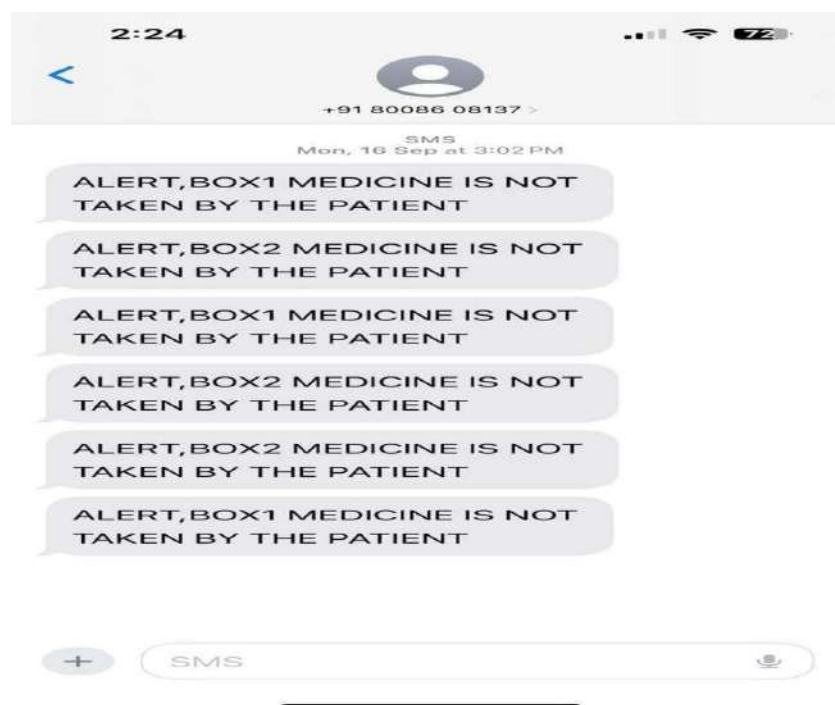 2:24
72
+91 80086 08137 >
SMS
Mon, 16 Sep at 3:02 PM
ALERT,BOX1 MEDICINE IS NOT
TAKEN BY THE PATIENT
ALERT,BOX2 MEDICINE IS NOT
TAKEN BY THE PATIENT
ALERT,BOX1 MEDICINE IS NOT
TAKEN BY THE PATIENT
ALERT,BOX2 MEDICINE IS NOT
TAKEN BY THE PATIENT
ALERT,BOX2 MEDICINE IS NOT
TAKEN BY THE PATIENT
ALERT,BOX1 MEDICINE IS NOT
TAKEN BY THE PATIENT
SMS